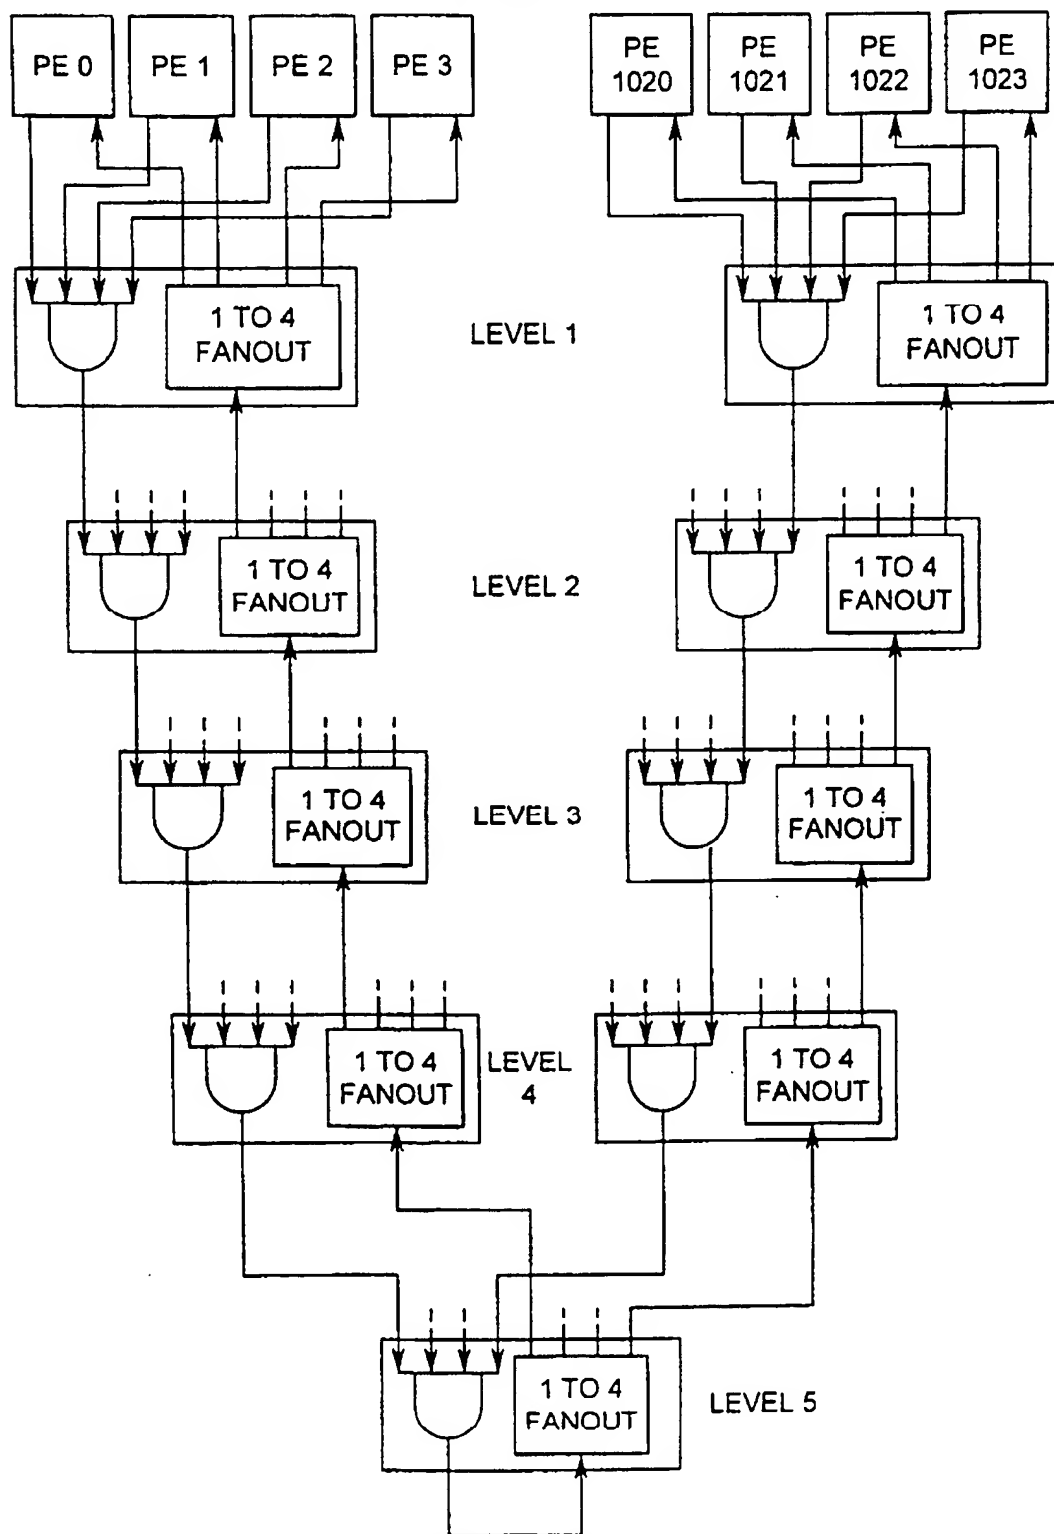 PE 0
PE 1
PE 2
PE 3
PE
1020
PE
1021
PE
1022
PE
1023
1 TO 4
FANOUT
LEVEL 1
1 TO 4
FANOUT
1 TO 4
FANOUT
LEVEL 2
1 TO 4
FANOUT
1 TO 4
FANOUT
LEVEL 3
1 TO 4
FANOUT
1 TO 4
FANOUT
LEVEL
4
1 TO 4
FANOUT
1 TO 4
FANOUT
LEVEL 5